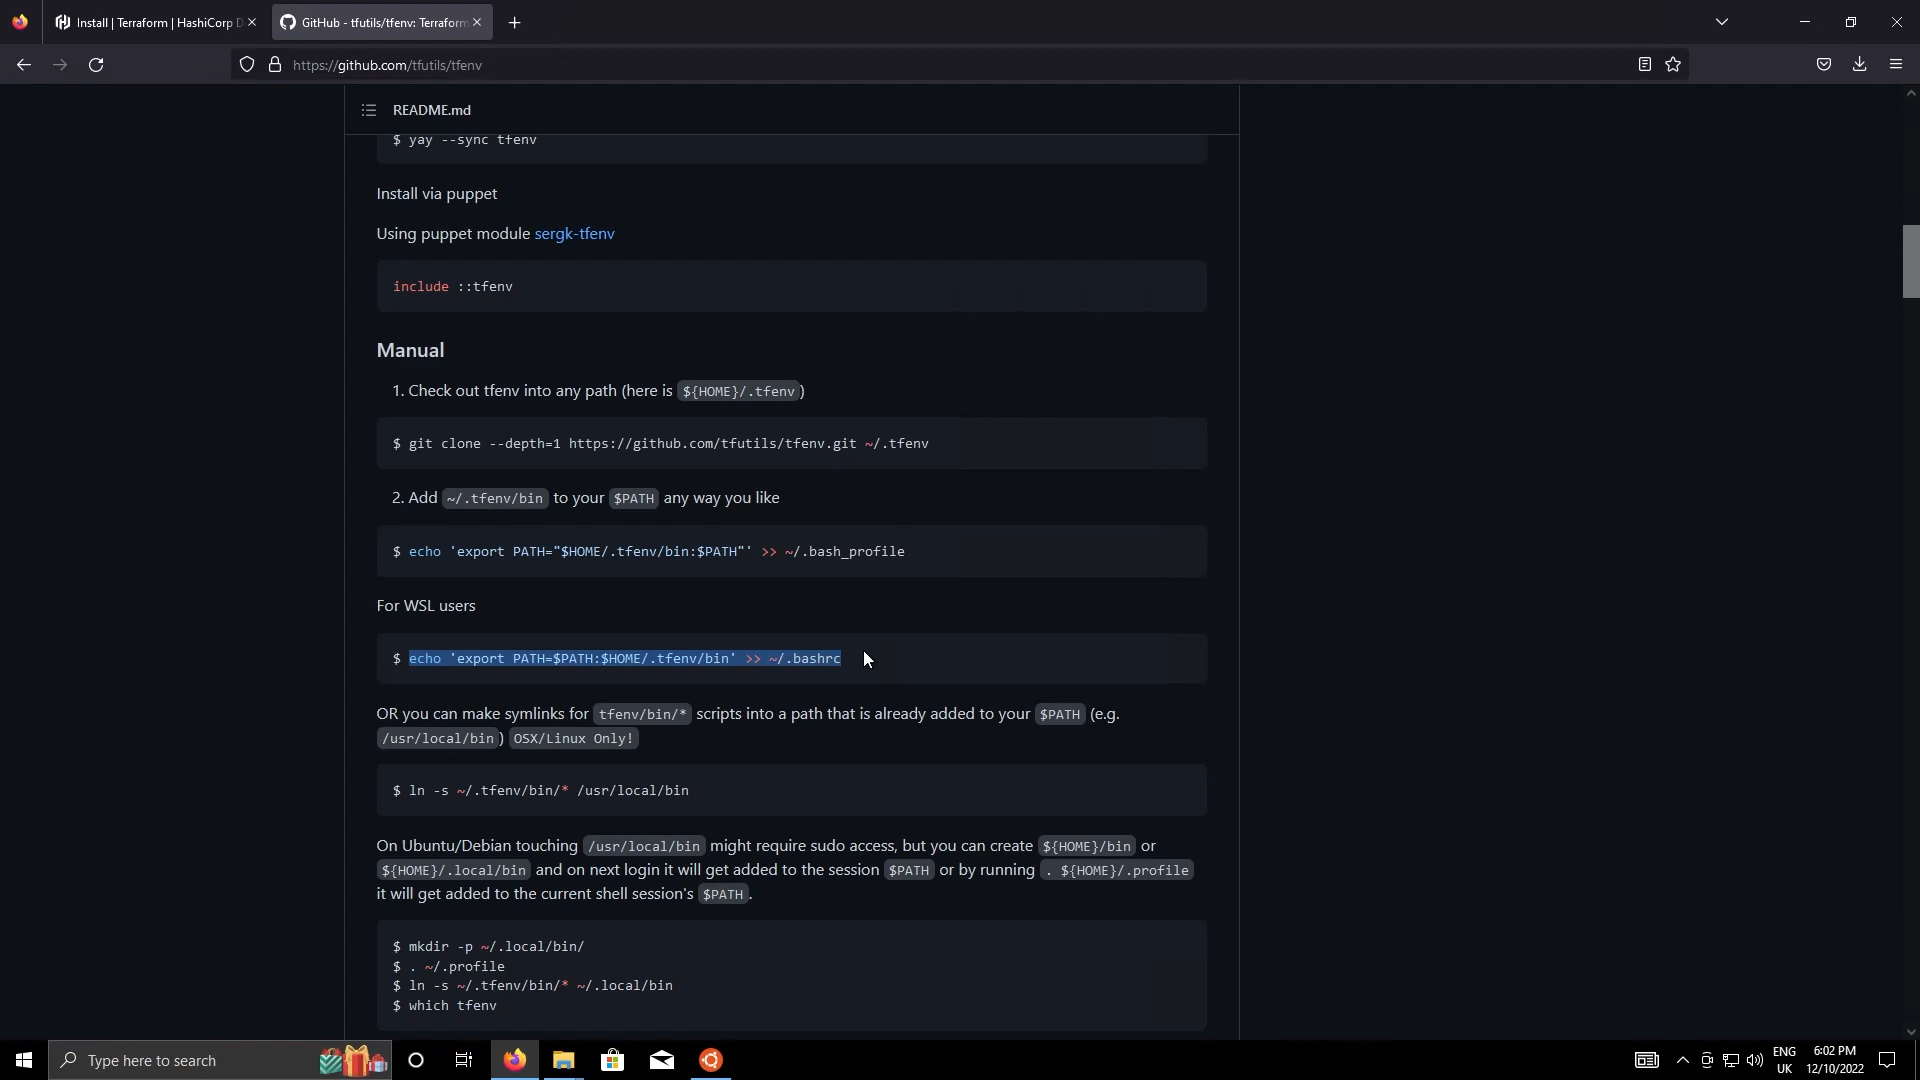 Install | Terraform | HashiCorp D
GitHub - tfutils/tfenv: Terraform
https://github.com/tfutils/tfenv
README.md
$ yay --sync tfenv
Install via puppet
Using puppet module sergk-tfenv
include ::tfenv
Manual
1. Check out tfenv into any path (here is ${HOME}/.tfenv)
$ git clone --depth=1 https://github.com/tfutils/tfenv.git ~/.tfenv
2. Add ~/.tfenv/bin to your $PATH any way you like
$ echo 'export PATH="$HOME/.tfenv/bin:$PATH"' >> ~/.bash_profile
For WSL users
$ echo 'export PATH=$PATH:$HOME/.tfenv/bin' >> ~/.bashrc
OR you can make symlinks for tfenv/bin/* scripts into a path that is already added to your $PATH (e.g.
/usr/local/bin) OSX/Linux Only!
$ ln -s ~/.tfenv/bin/* /usr/local/bin
On Ubuntu/Debian touching /usr/local/bin might require sudo access, but you can create ${HOME}/bin or
${HOME}/.local/bin and on next login it will get added to the session $PATH or by running . ${HOME}/.profile
it will get added to the current shell session's $PATH.
$ mkdir -p ~/.local/bin/
$ . ~/.profile
$ ln -s ~/.tfenv/bin/* ~/.local/bin
$ which tfenv
Type here to search
ENG
UK
6:02 PM
12/10/2022